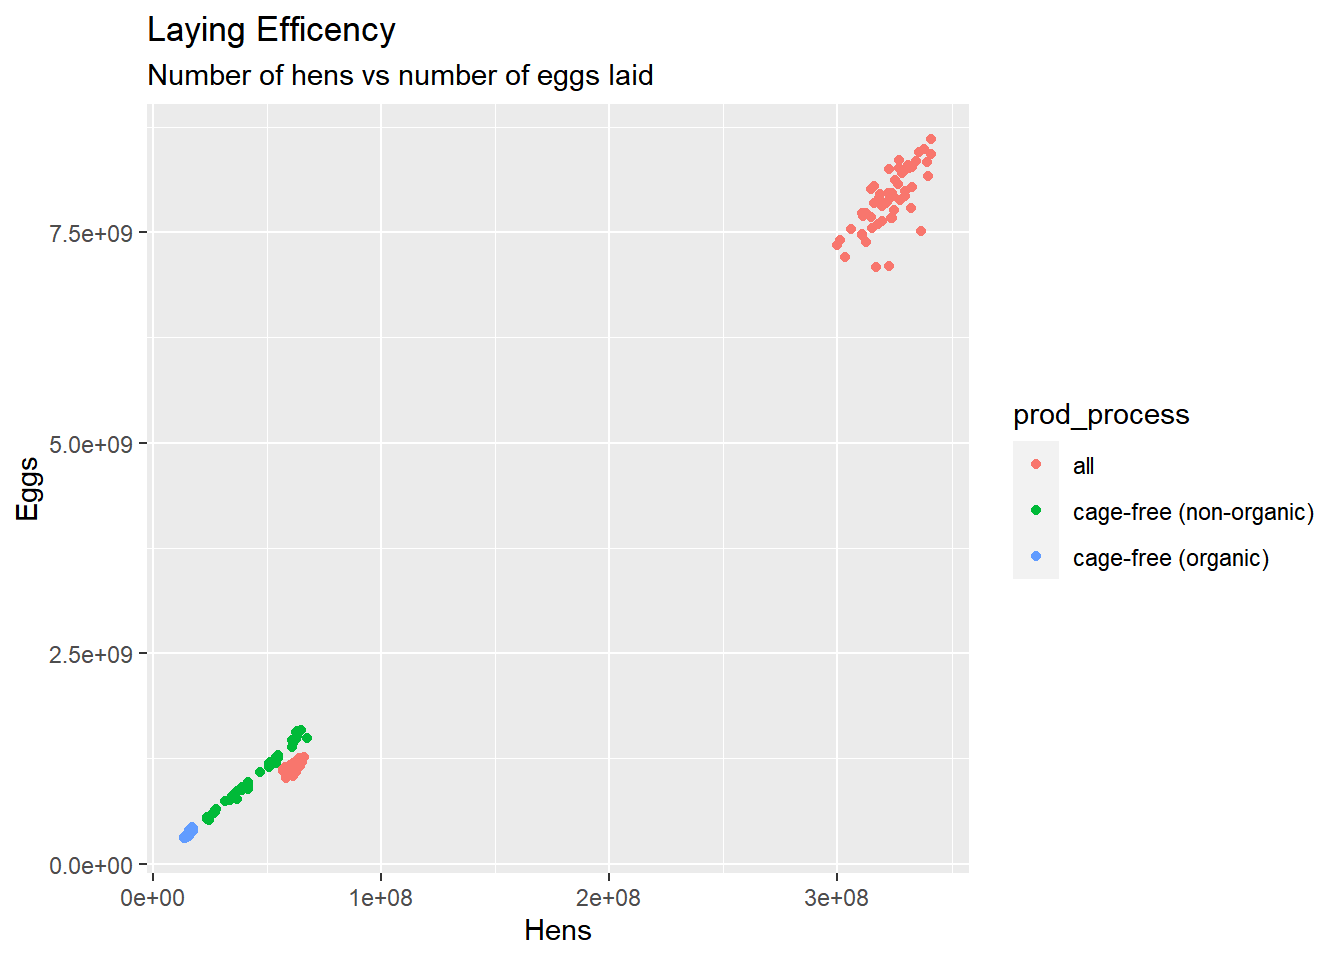 Laying Efficency
Number of hens vs number of eggs laid
Eggs
7.5e+09
5.0e+09
2.5e+09
0.0e+00
0e+00
1e+08
2e+08
3e+08
Hens
prod_process
all
cage-free (non-organic)
cage-free (organic)